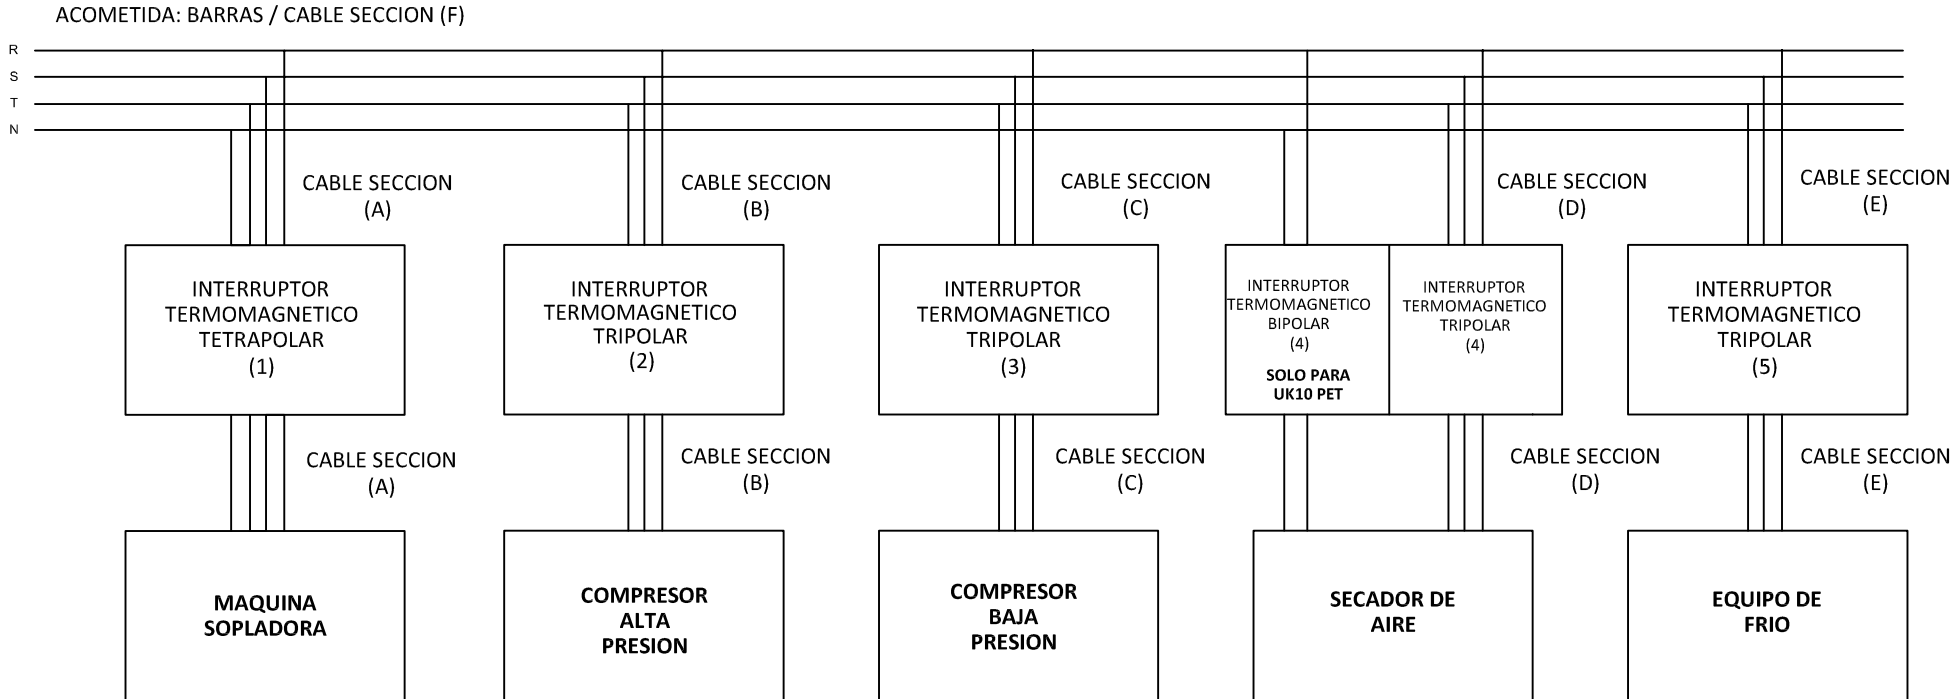 ACOMETIDA: BARRAS / CABLE SECCION (F)
R
S
T
N
CABLE SECCION
(A)
CABLE SECCION
(B)
CABLE SECCION
(C)
CABLE SECCION
(D)
CABLE SECCION
(E)
INTERRUPTOR
TERMOMAGNETICO
TETRAPOLAR
(1)
INTERRUPTOR
TERMOMAGNETICO
TRIPOLAR
(2)
INTERRUPTOR
TERMOMAGNETICO
TRIPOLAR
(3)
INTERRUPTOR
TERMOMAGNETICO
BIPOLAR
(4)
SOLO PARA
UK10 PET
INTERRUPTOR
TERMOMAGNETICO
TRIPOLAR
(4)
INTERRUPTOR
TERMOMAGNETICO
TRIPOLAR
(5)
CABLE SECCION
(A)
CABLE SECCION
(B)
CABLE SECCION
(C)
CABLE SECCION
(D)
CABLE SECCION
(E)
MAQUINA
SOPLADORA
COMPRESOR
ALTA
PRESION
COMPRESOR
BAJA
PRESION
SECADOR DE
AIRE
EQUIPO DE
FRIO